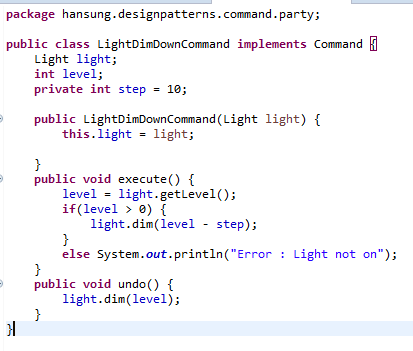 package hansung.designpatterns.command.party;
public class LightDimDownCommand implements Command {
Light light;
int level;
private int step = 10;
public LightDimDownCommand(Light light) {
this.light = light;
}
public void execute() {
level = light.getLevel();
if(level > 0) {
light.dim(level - step);
}
else System.out.println("Error : Light not on");
}
public void undo() {
light.dim(level);
}
}